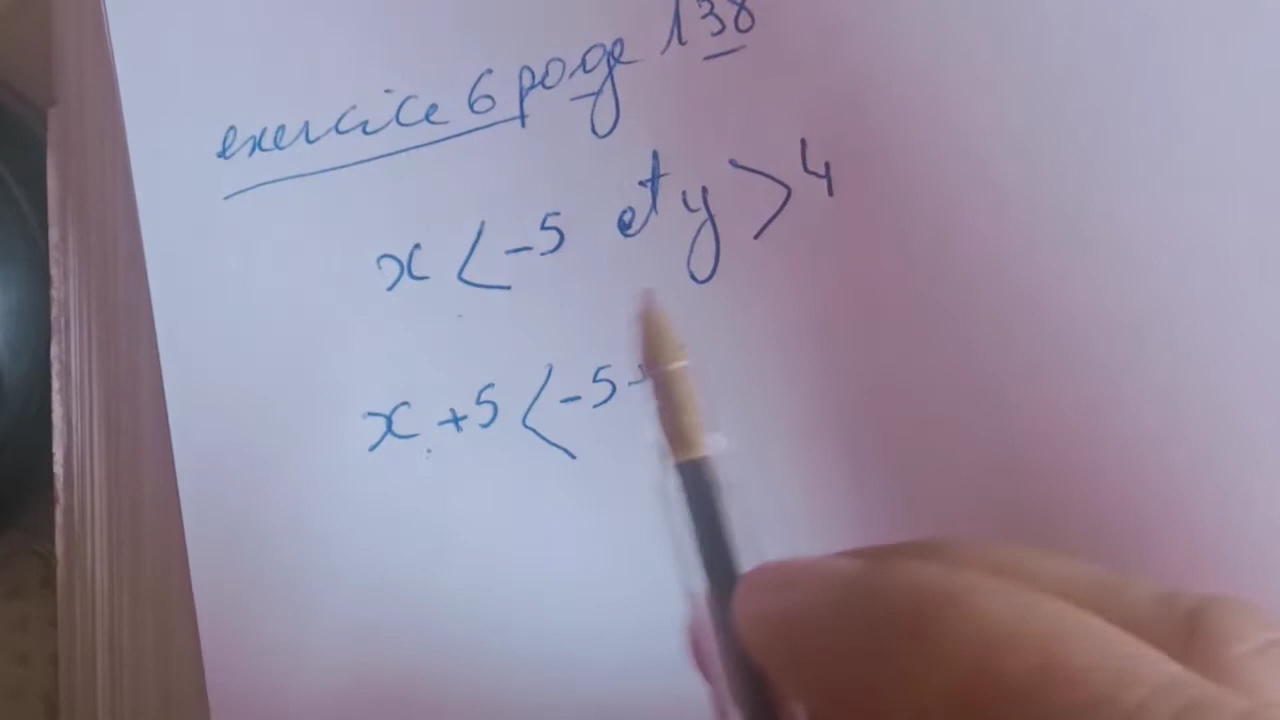 exercice 6 page 138
x < -5 et y > 4
x + 5 < -5